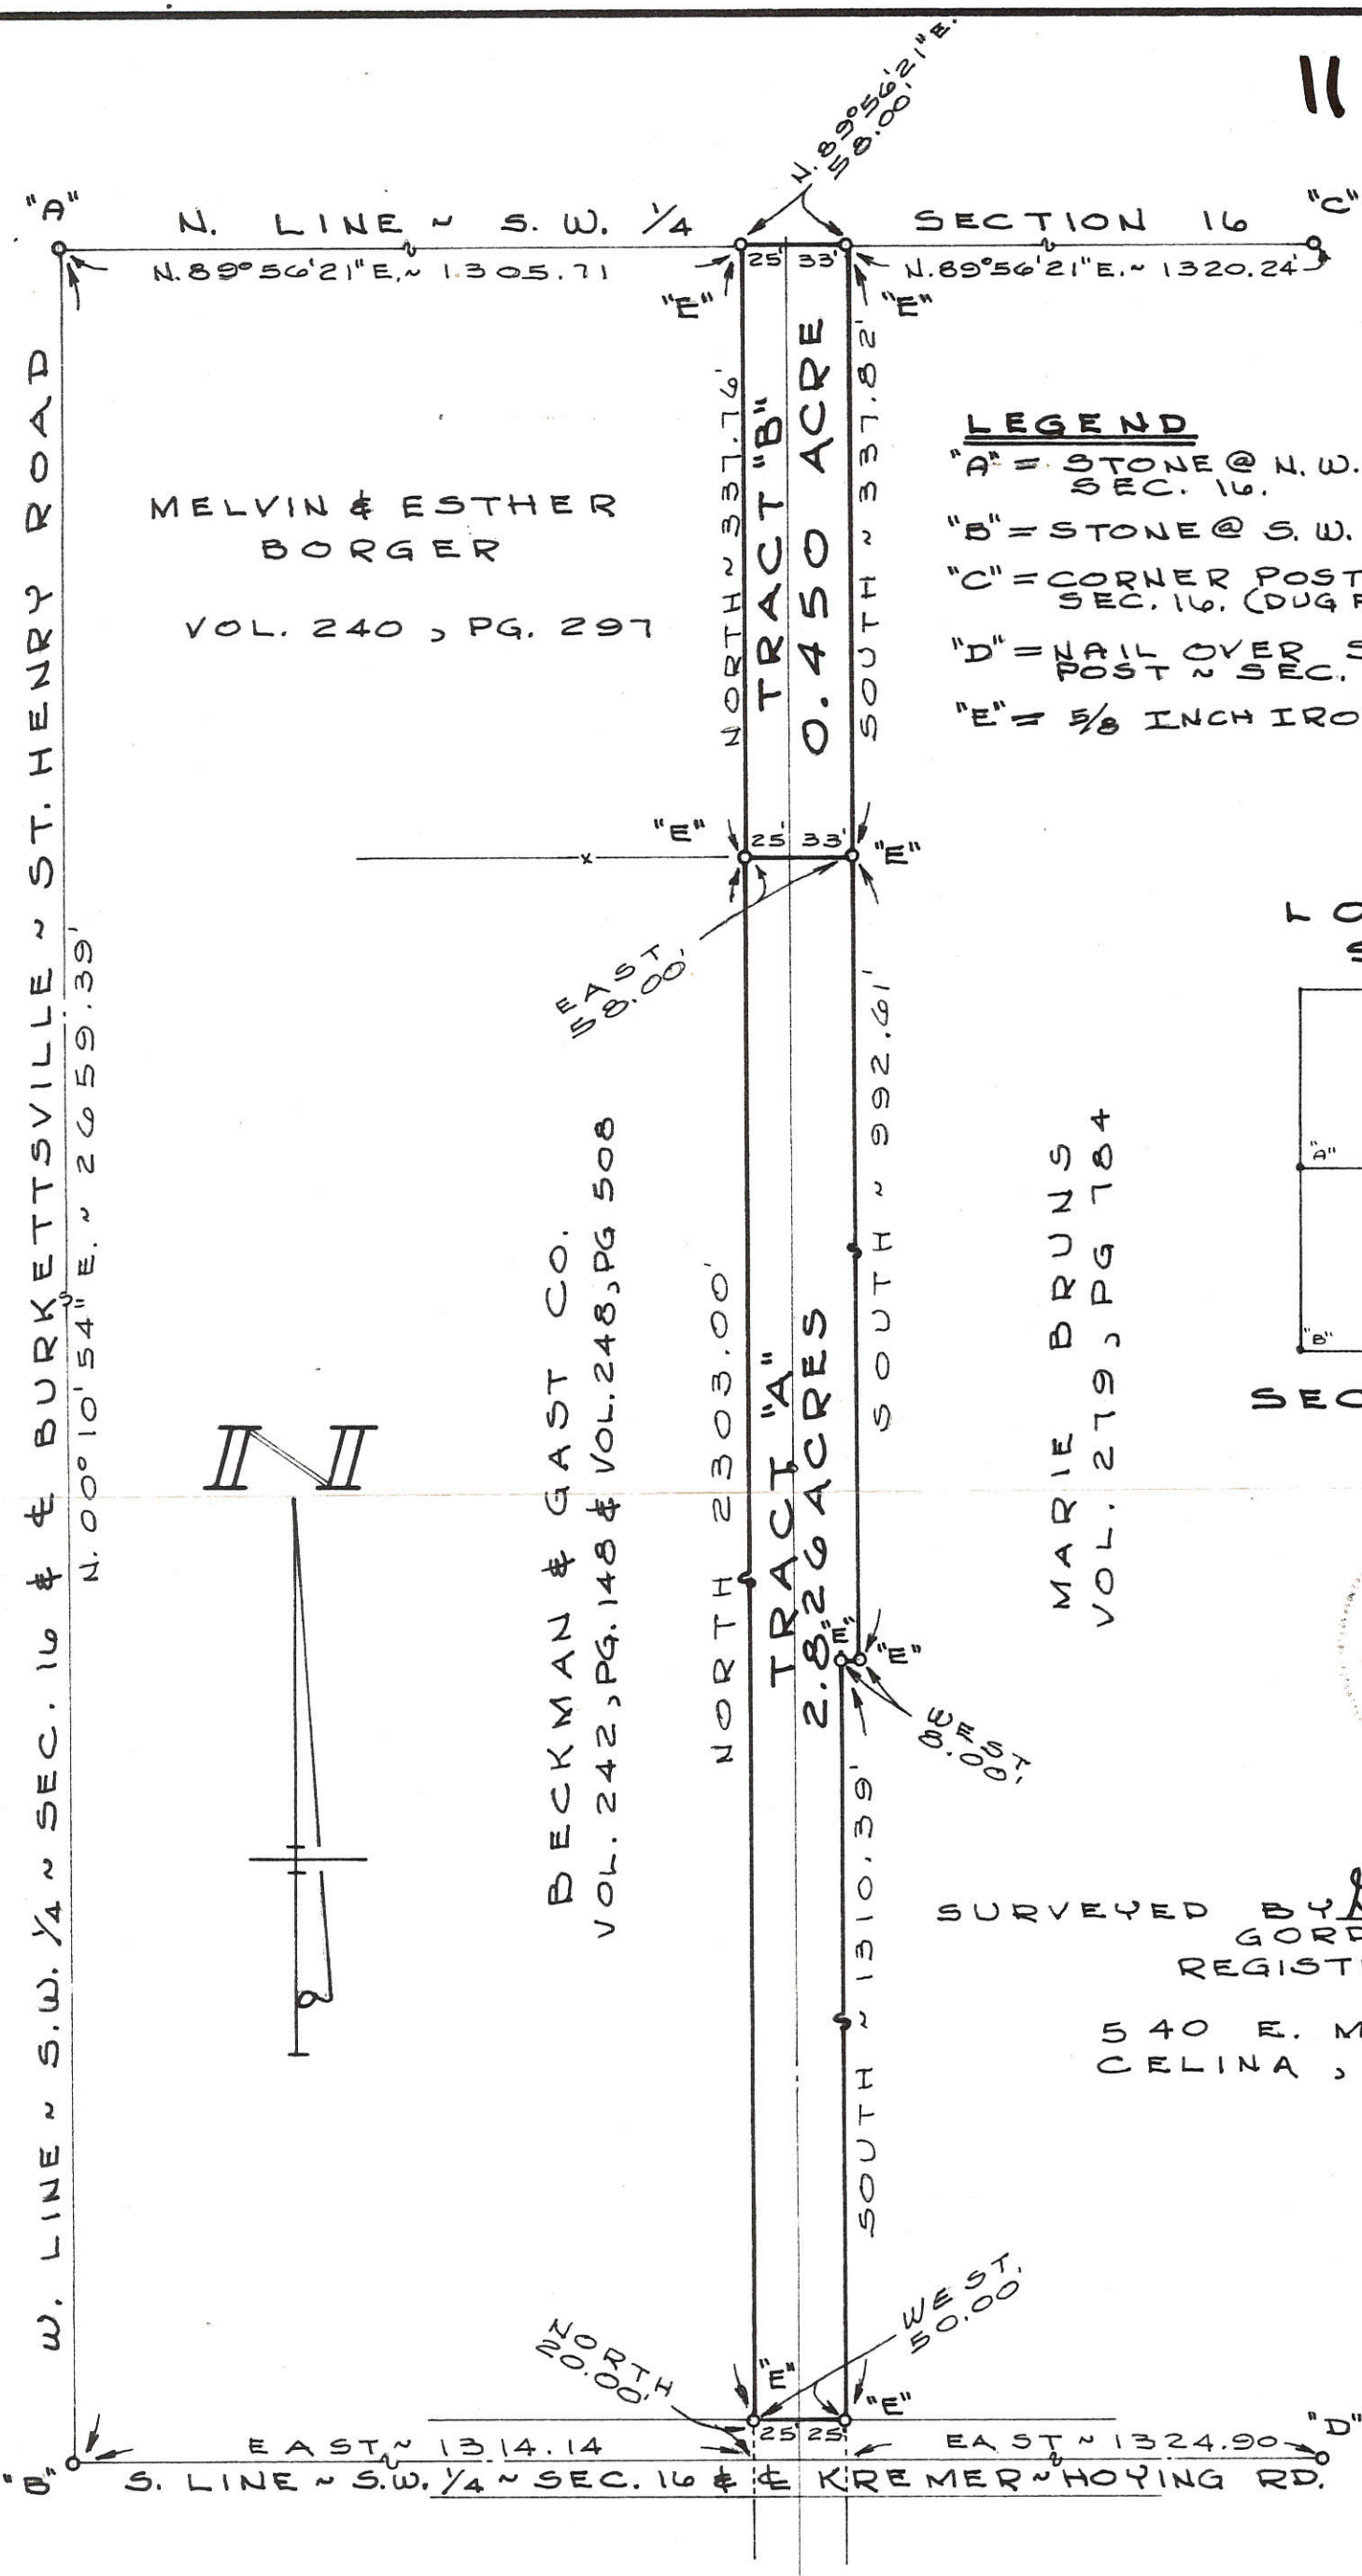 11
N. 89°56'21"E.
58.00'
"A"
N. LINE ~ S. W. 1/4
SECTION 16
"C"
N.89°56'21"E.~ 1305.71
25' 33'
N.89°56'21"E.~ 1320.24'
"E"
"E"
W. LINE ~ S.W. 1/4 ~ SEC. 16 & ℄ BURKETTSVILLE ~ ST. HENRY ROAD
N. 00°10'54" E. ~ 2659.39'
MELVIN & ESTHER
BORGER
VOL. 240, PG. 297
NORTH ~ 337.76'
TRACT "B"
0.450 ACRE
SOUTH ~ 337.82'
LEGEND
"A" = STONE @ N. W.
SEC. 16.
"B" = STONE @ S. W.
"C" = CORNER POST
SEC. 16. (DUG
"D" = NAIL OVER S
POST ~ SEC.
"E" = 5/8 INCH IRO
"E"
25' 33'
"E"
x
EAST
58.00'
BECKMAN & GAST CO.
VOL. 242, PG. 148 & VOL. 248, PG 508
NORTH 2303.00'
TRACT "A"
2.826 ACRES
SOUTH ~ 992.61'
MARIE BRUNS
VOL. 279, PG 784
LO
S
"A"
"B"
SEC
N
"E"
"E"
WEST
8.00'
SOUTH ~ 1310.39'
SURVEYED BY
GORD
REGIST
540 E. M
CELINA,
NORTH
20.00'
WEST
50.00
"E"
"E"
25' 25'
EAST ~ 1314.14
EAST ~ 1324.90
"D"
"B"
S. LINE ~ S.W. 1/4 ~ SEC. 16 & ℄ KREMER ~ HOYING RD.